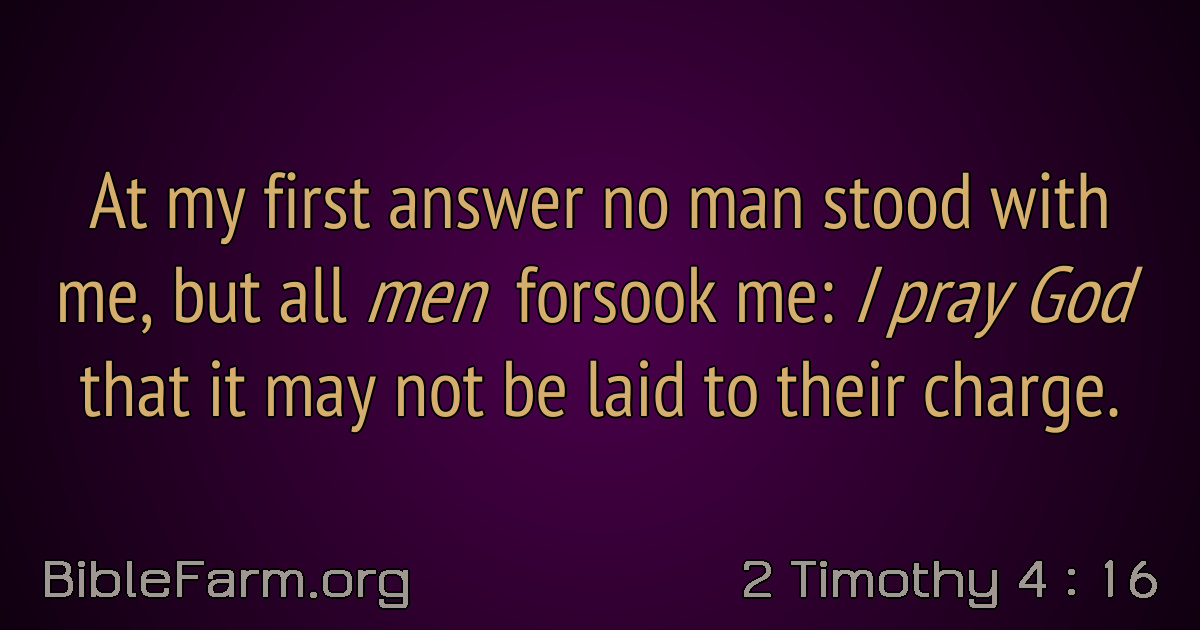 At my first answer no man stood with
me, but all men forsook me: I pray God
that it may not be laid to their charge.
BibleFarm.org
2 Timothy 4 : 16